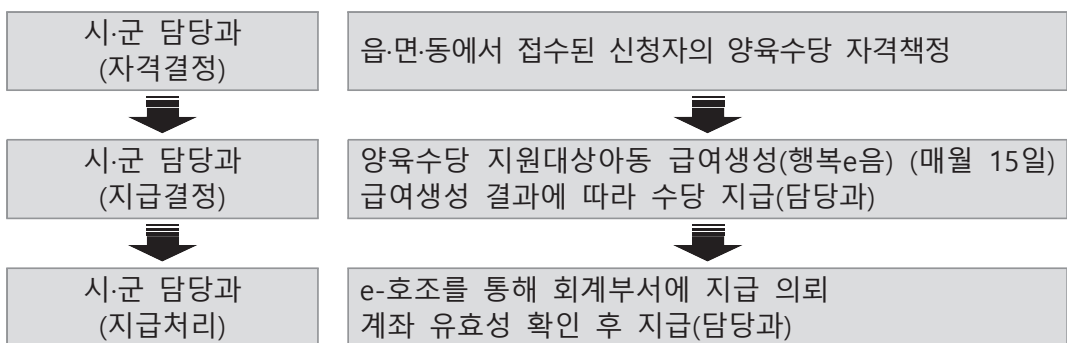 시·군 담당과
(자격결정)
읍·면·동에서 접수된 신청자의 양육수당 자격책정
시·군 담당과
(지급결정)
양육수당 지원대상아동 급여생성(행복e음) (매월 15일)
급여생성 결과에 따라 수당 지급(담당과)
시·군 담당과
(지급처리)
e-호조를 통해 회계부서에 지급 의뢰
계좌 유효성 확인 후 지급(담당과)